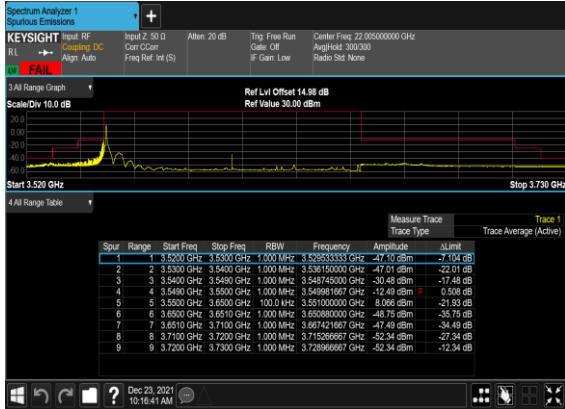 Spectrum Analyzer 1
Spurious Emissions
+
KEYSIGHT Input: RF Input Z: 50 Ω Atten: 20 dB Trig: Free Run Center Freq: 22.005000000 GHz
RL Coupling: DC Corr CCorr Gate: Off Avg|Hold: 300/300
Align: Auto Freq Ref: Int (S) IF Gain: Low Radio Std: None
FAIL
3 All Range Graph
Ref Lvl Offset 14.98 dB
Scale/Div 10.0 dB Ref Value 30.00 dBm
20.0
0.00
-20.0
-40.0
-60.0
Start 3.520 GHz Stop 3.730 GHz
4 All Range Table
Measure Trace Trace 1
Trace Type Trace Average (Active)
Spur Range Start Freq Stop Freq RBW Frequency Amplitude ΔLimit
1 1 3.5200 GHz 3.5300 GHz 1.000 MHz 3.529533333 GHz -47.10 dBm -7.104 dB
2 2 3.5300 GHz 3.5400 GHz 1.000 MHz 3.536150000 GHz -47.01 dBm -22.01 dB
3 3 3.5400 GHz 3.5490 GHz 1.000 MHz 3.548745000 GHz -30.48 dBm -17.48 dB
4 4 3.5490 GHz 3.5500 GHz 1.000 MHz 3.549981667 GHz -12.49 dBm F 0.508 dB
5 5 3.5500 GHz 3.6500 GHz 100.0 kHz 3.551000000 GHz 8.066 dBm -21.93 dB
6 6 3.6500 GHz 3.6510 GHz 1.000 MHz 3.650880000 GHz -48.75 dBm -35.75 dB
7 7 3.6510 GHz 3.7100 GHz 1.000 MHz 3.667421667 GHz -47.49 dBm -34.49 dB
8 8 3.7100 GHz 3.7200 GHz 1.000 MHz 3.715266667 GHz -52.34 dBm -27.34 dB
9 9 3.7200 GHz 3.7300 GHz 1.000 MHz 3.728966667 GHz -52.34 dBm -12.34 dB
? Dec 23, 2021
10:16:41 AM